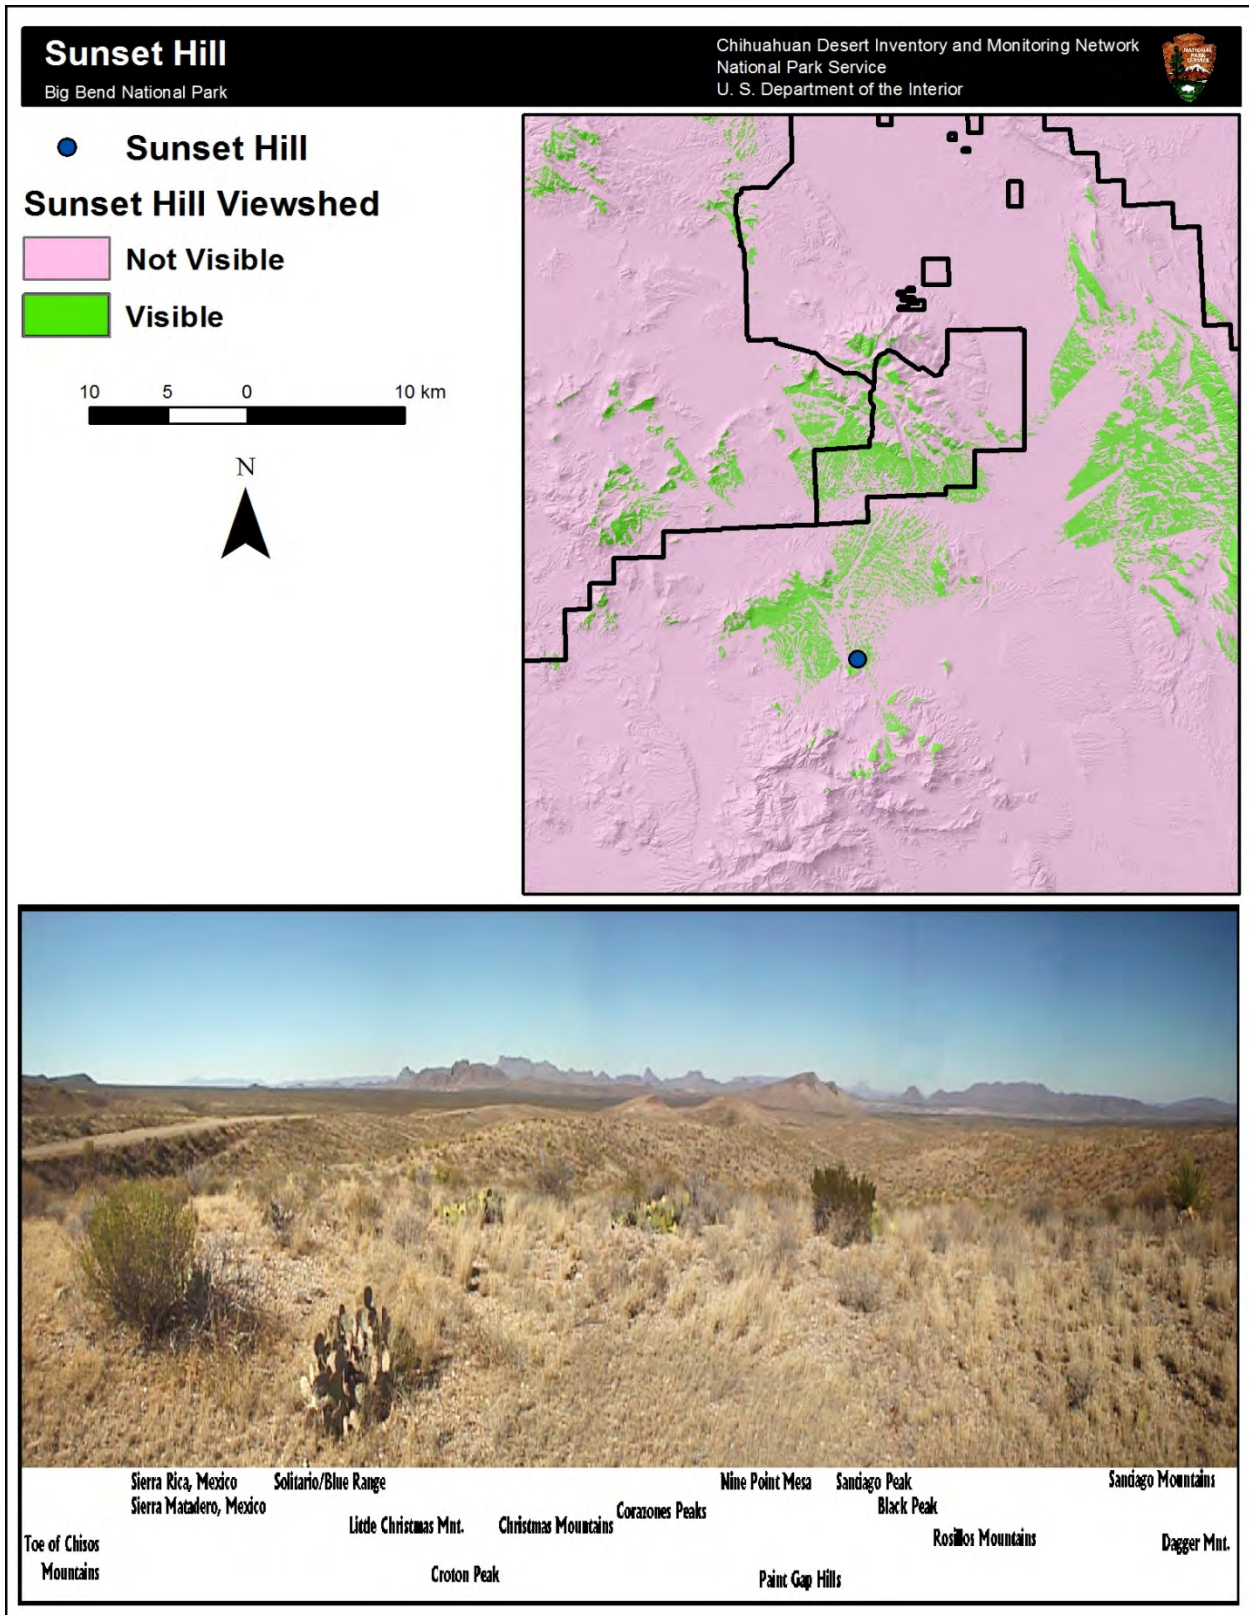 Sunset Hill
Big Bend National Park
Chihuahuan Desert Inventory and Monitoring Network
National Park Service
U. S. Department of the Interior
NATIONAL
PARK
SERVICE
Sunset Hill
Sunset Hill Viewshed
Not Visible
Visible
10 5 0 10 km
N
Sierra Rica, Mexico Solitario/Blue Range Nine Point Mesa Santiago Peak Santiago Mountains
Sierra Matadero, Mexico Corazones Peaks Black Peak
Little Christmas Mnt. Christmas Mountains
Toe of Chisos Rosillos Mountains Dagger Mnt.
Mountains Croton Peak Paint Gap Hills